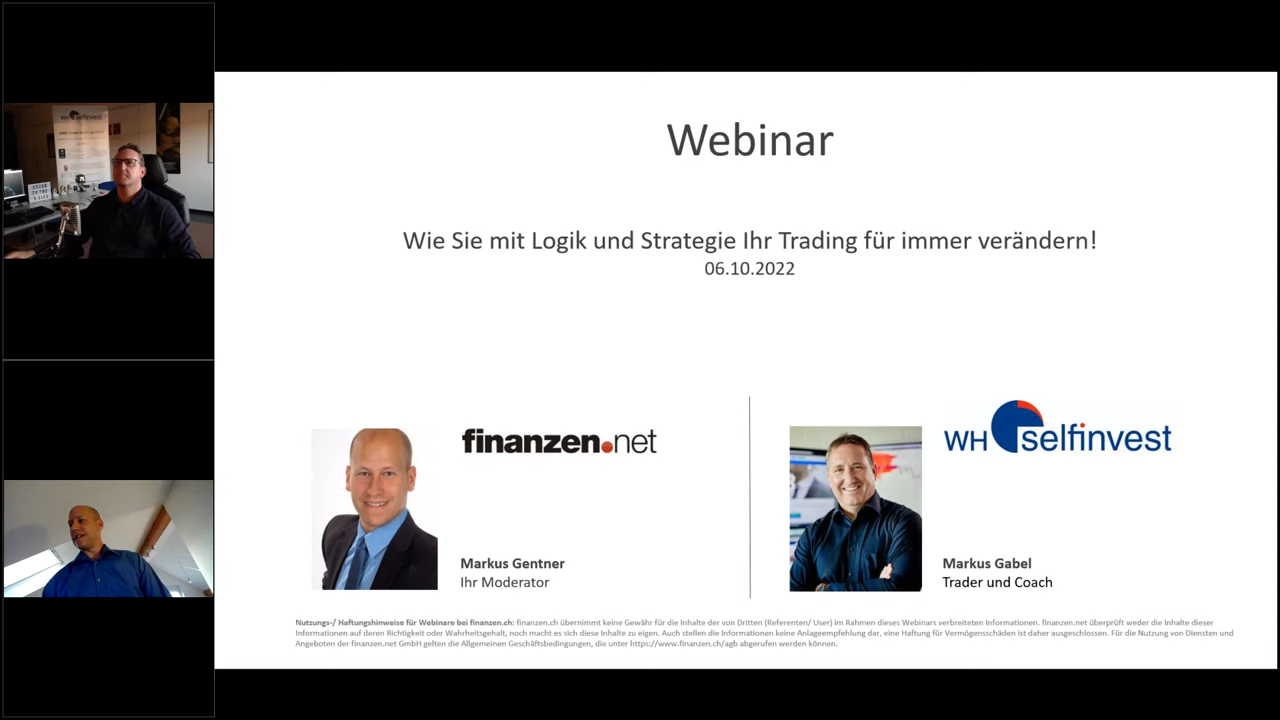 Webinar
Wie Sie mit Logik und Strategie Ihr Trading für immer verändern!
06.10.2022
finanzen.net
Markus Gentner
Ihr Moderator
WH selfinvest
Markus Gabel
Trader und Coach
Nutzungs-/ Haftungshinweise für Webinare bei finanzen.ch: finanzen.ch übernimmt keine Gewähr für die Inhalte der von Dritten (Referenten/ User) im Rahmen dieses Webinars verbreiteten Informationen. finanzen.net überprüft weder die Inhalte dieser
Informationen auf deren Richtigkeit oder Wahrheitsgehalt, noch macht es sich diese Inhalte zu eigen. Auch stellen die Informationen keine Anlageempfehlung dar, eine Haftung für Vermögensschäden ist daher ausgeschlossen. Für die Nutzung von Diensten und
Angeboten der finanzen.net GmbH gelten die Allgemeinen Geschäftsbedingungen, die unter https://www.finanzen.ch/agb abgerufen werden können.
WH selfinvest